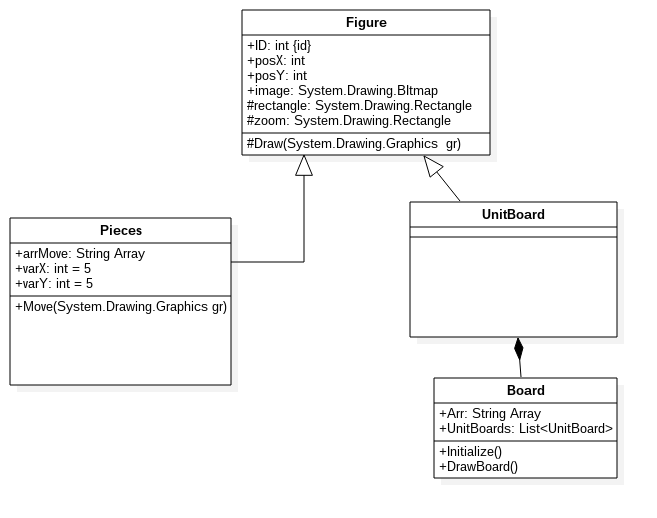 Figure
+ID: int {id}
+posX: int
+posY: int
+image: System.Drawing.BItmap
#rectangle: System.Drawing.Rectangle
#zoom: System.Drawing.Rectangle
#Draw(System.Drawing.Graphics  gr)
Pieces
+arrMove: String Array
+varX: int = 5
+varY: int = 5
+Move(System.Drawing.Graphics gr)
UnitBoard
Board
+Arr: String Array
+UnitBoards: List<UnitBoard>
+Initialize()
+DrawBoard()